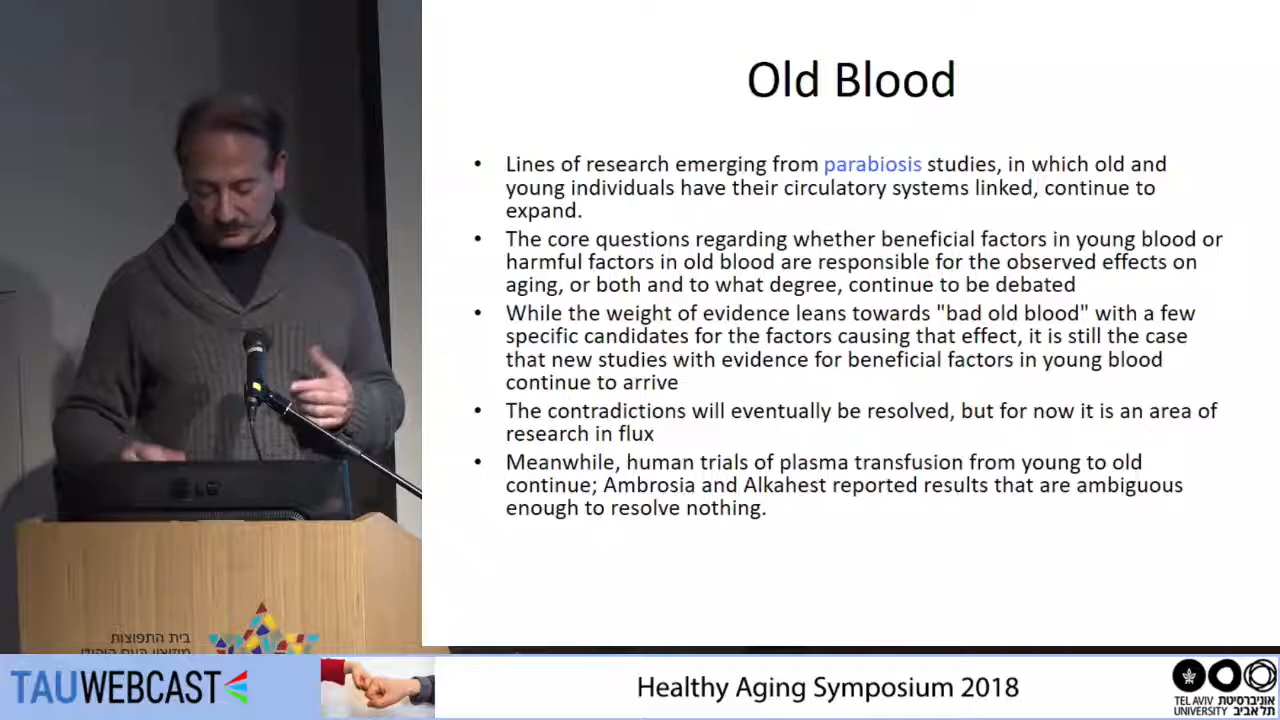 Old Blood
• Lines of research emerging from parabiosis studies, in which old and
young individuals have their circulatory systems linked, continue to
expand.
• The core questions regarding whether beneficial factors in young blood or
harmful factors in old blood are responsible for the observed effects on
aging, or both and to what degree, continue to be debated
• While the weight of evidence leans towards "bad old blood" with a few
specific candidates for the factors causing that effect, it is still the case
that new studies with evidence for beneficial factors in young blood
continue to arrive
• The contradictions will eventually be resolved, but for now it is an area of
research in flux
• Meanwhile, human trials of plasma transfusion from young to old
continue; Ambrosia and Alkahest reported results that are ambiguous
enough to resolve nothing.
LG
בית התפוצות
מוזיאון העם היהודי
TAUWEBCAST
Healthy Aging Symposium 2018
TEL AVIV אוניברסיטת
UNIVERSITY תל אביב